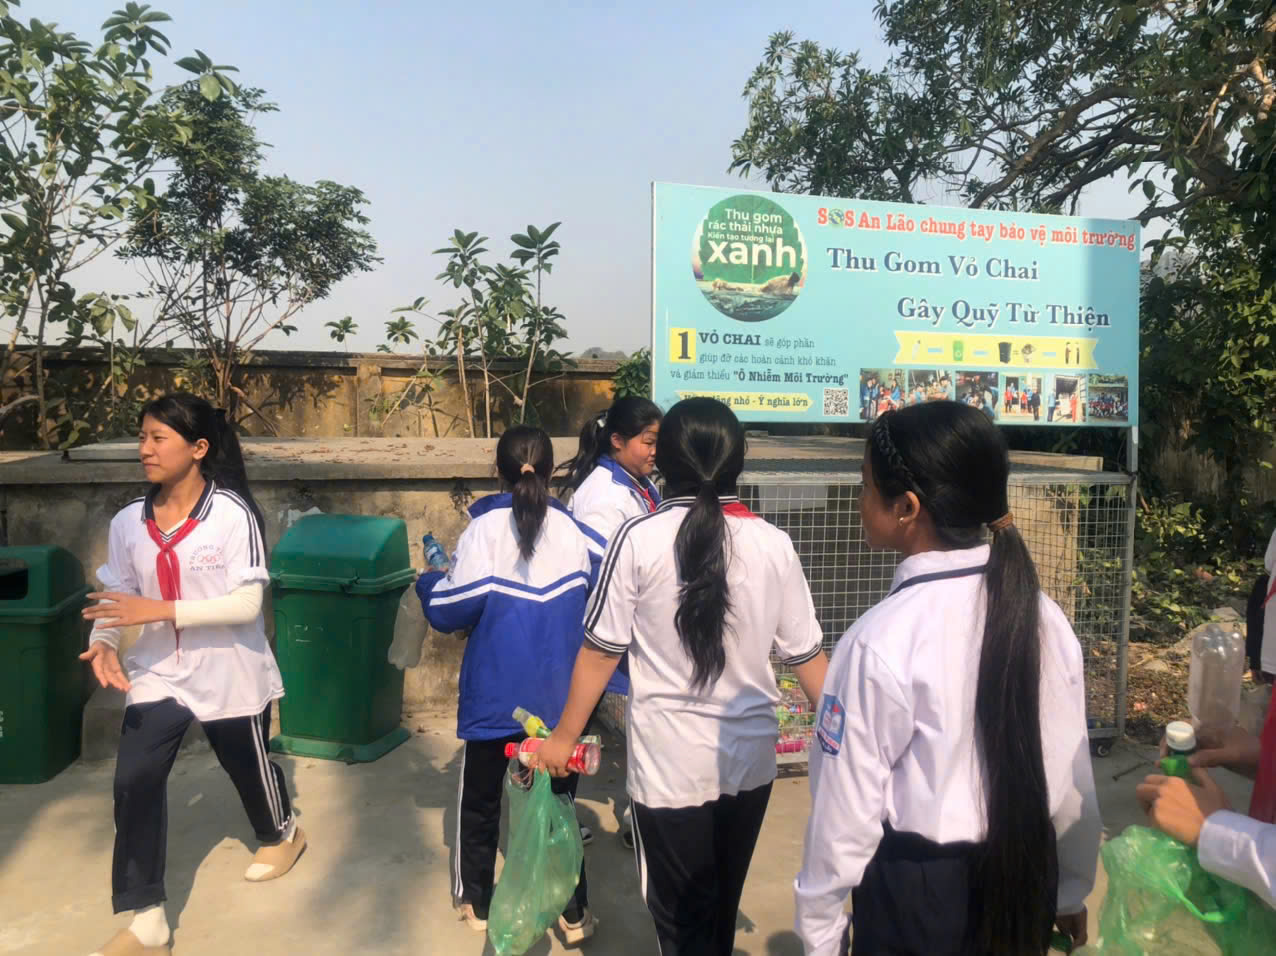 Thu gom
rác thải nhựa
Kiến tạo tương lai
xanh
SOS An Lão chung tay bảo vệ môi trường
Thu Gom Vỏ Chai
Gây Quỹ Từ Thiện
1 VỎ CHAI sẽ góp phần
giúp đỡ các hoàn cảnh khó khăn
và giảm thiểu "Ô Nhiễm Môi Trường"
nhỏ - Ý nghĩa lớn
TRƯỜNG
AN TIẾN